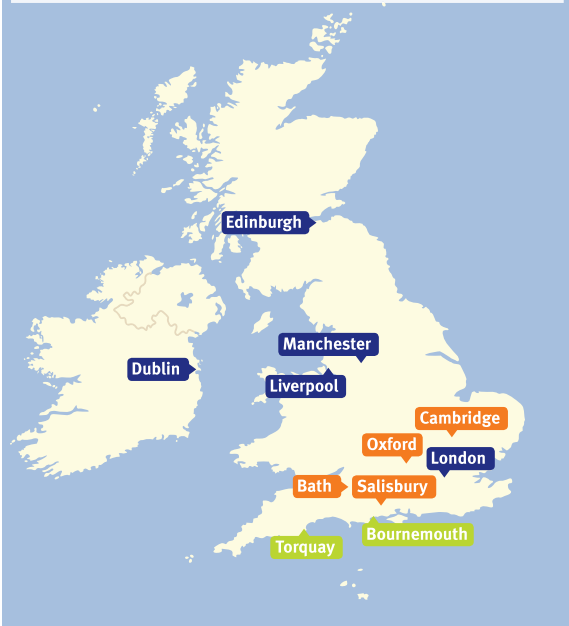 Edinburgh
Manchester
Dublin
Liverpool
Cambridge
Oxford
London
Bath
Salisbury
Bournemouth
Torquay